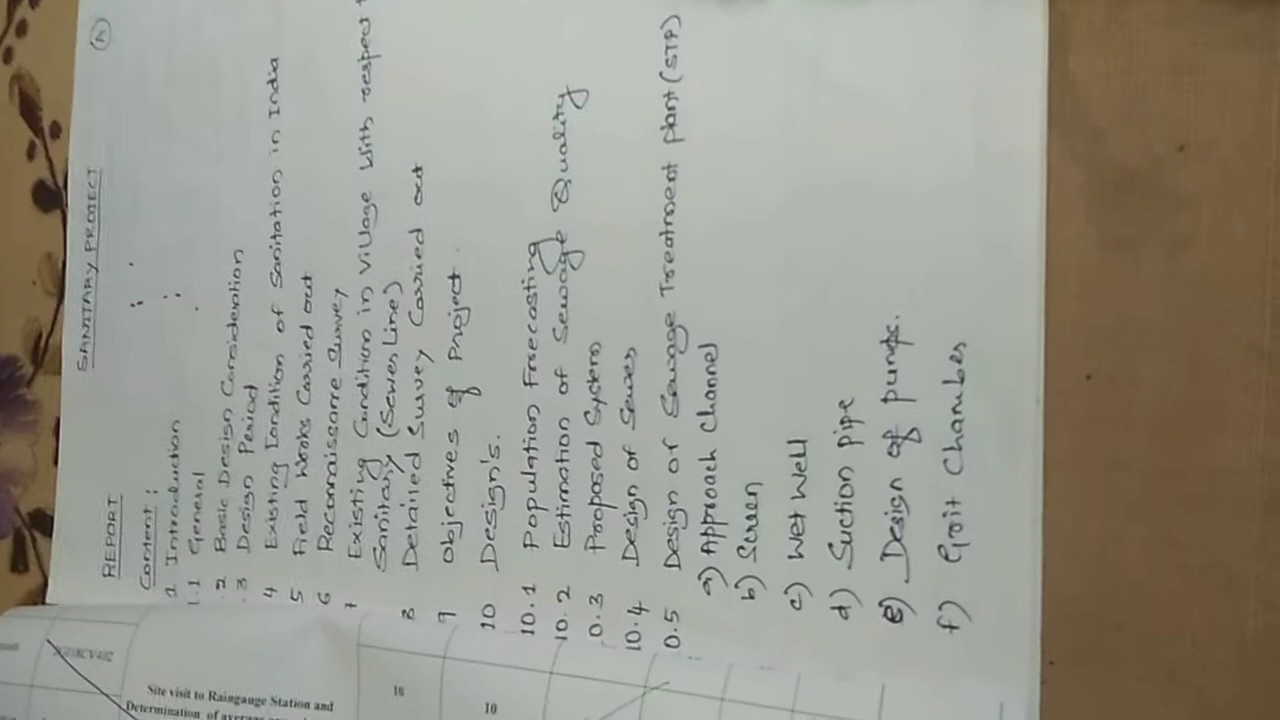 (A)
SANITARY PROJECT
REPORT
Content :
1 Introduction
1.1 General
2 Basic Design Consideration
3 Design Period
4 Existing Condition of Sanitation in India
5 Field Works Carried out
6 Reconnaissance Survey
7 Existing Condition in Village With respect
Sanitary (Sewer Line)
8 Detailed Survey Carried out
9 Objectives of Project.
10 Design's.
10.1 Population Forecasting
10.2 Estimation of Sewage Quality
0.3 Proposed System
10.4 Design of Sewer
0.5 Design of Sewage Treatment Plant (STP)
a) Approach Channel
b) Screen
c) Wet Well
d) Suction Pipe
e) Design of pumps.
f) Grit Chamber
Site visit to Raingauge Station and
Determination of average
10
10